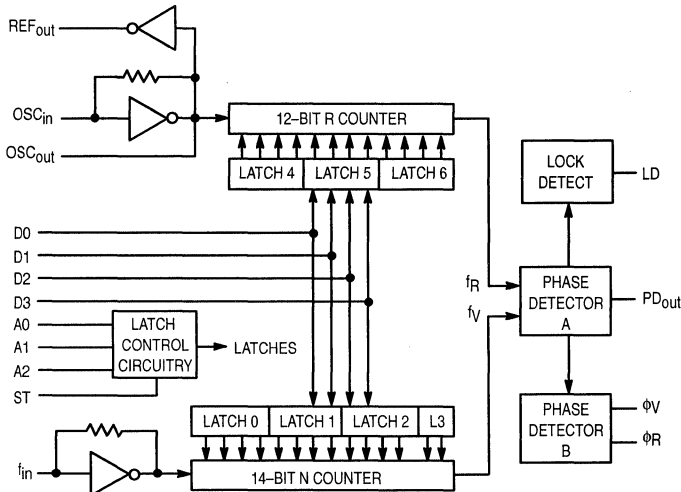 REFout
OSCin
OSCout
12–BIT R COUNTER
LATCH 4 LATCH 5 LATCH 6
LOCK
DETECT
LD
D0
D1
D2
D3
A0
A1
A2
ST
LATCH
CONTROL
CIRCUITRY
LATCHES
fR
fV
PHASE
DETECTOR
A
PDout
LATCH 0 LATCH 1 LATCH 2 L3
PHASE
DETECTOR
B
ϕV
ϕR
fin
14–BIT N COUNTER